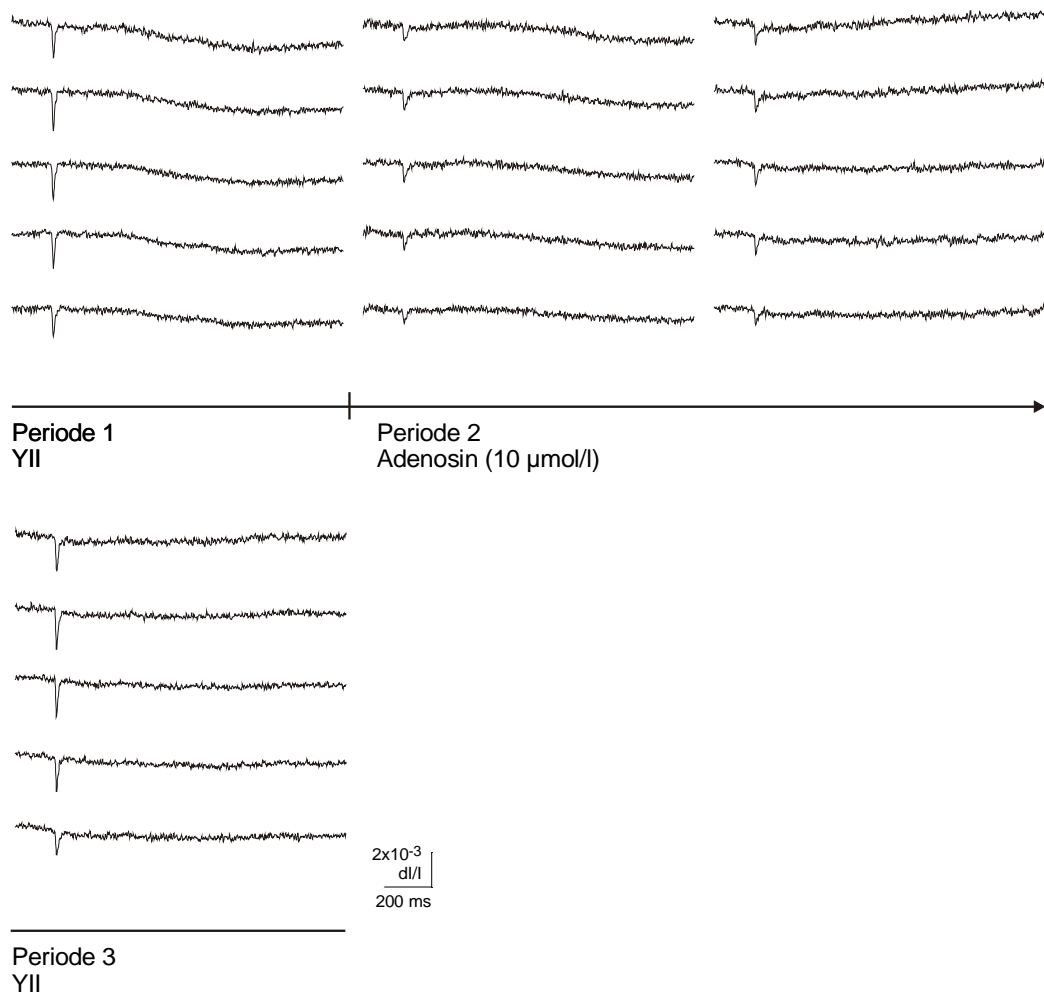 Periode 1
YII
Periode 2
Adenosin (10 µmol/l)
2x10-3
dI/I
200 ms
Periode 3
YII